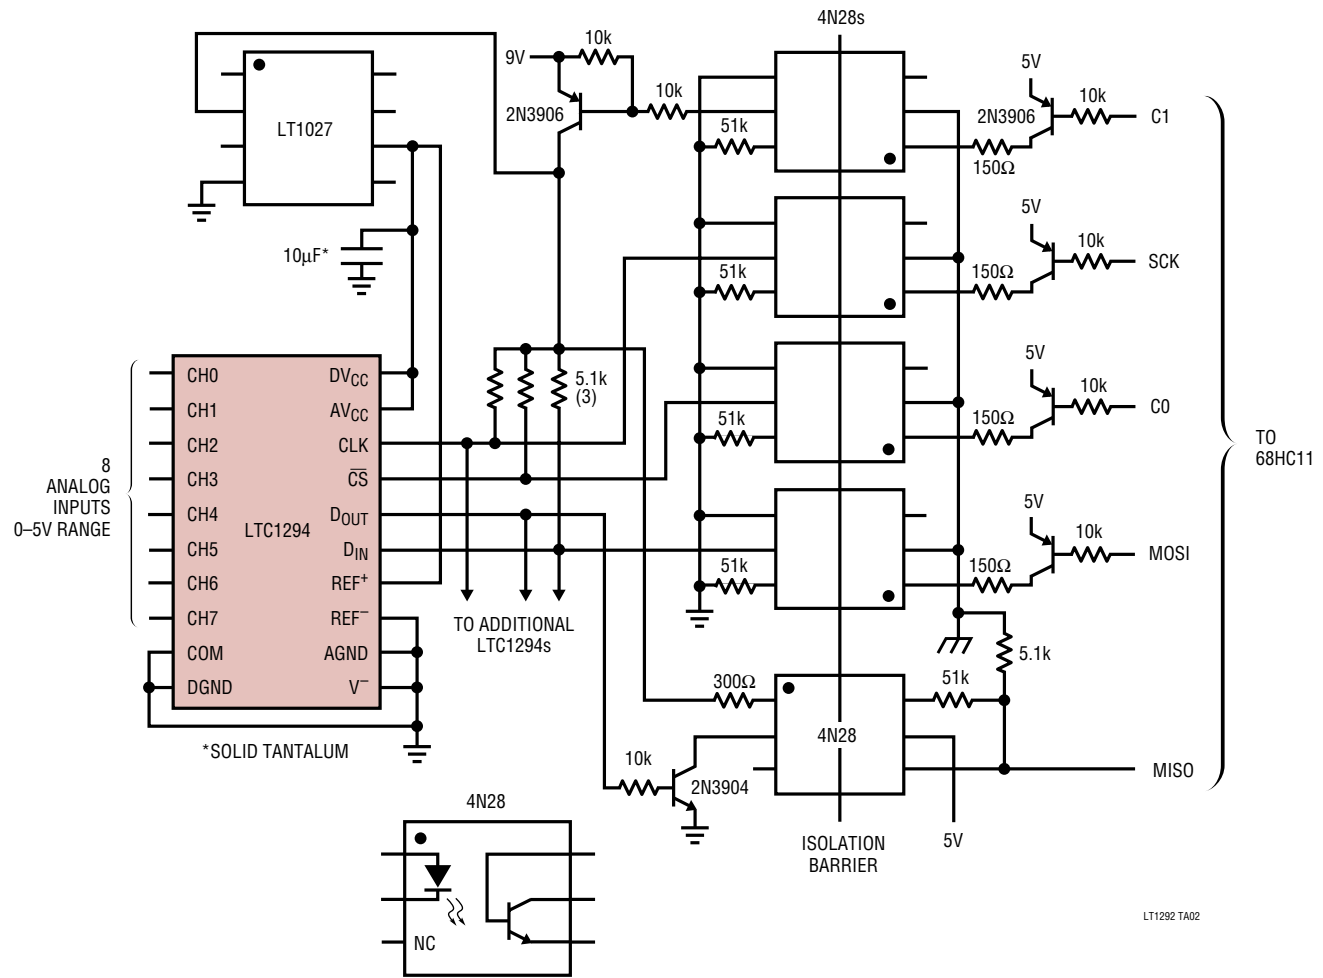 4N28s
9V
10k
2N3906
10k
LT1027
51k
5V
2N3906
10k
C1
150Ω
10µF*
5V
10k
SCK
51k
150Ω
8
ANALOG
INPUTS
0–5V RANGE
CH0
CH1
CH2
CH3
CH4
CH5
CH6
CH7
COM
DGND
LTC1294
DVCC
AVCC
CLK
C̅S̅
DOUT
DIN
REF+
REF–
AGND
V–
5.1k
(3)
TO ADDITIONAL
LTC1294s
5V
10k
C0
51k
150Ω
5V
10k
MOSI
51k
150Ω
TO
68HC11
5.1k
300Ω
51k
4N28
10k
2N3904
MISO
5V
*SOLID TANTALUM
ISOLATION
BARRIER
4N28
NC
LT1292 TA02